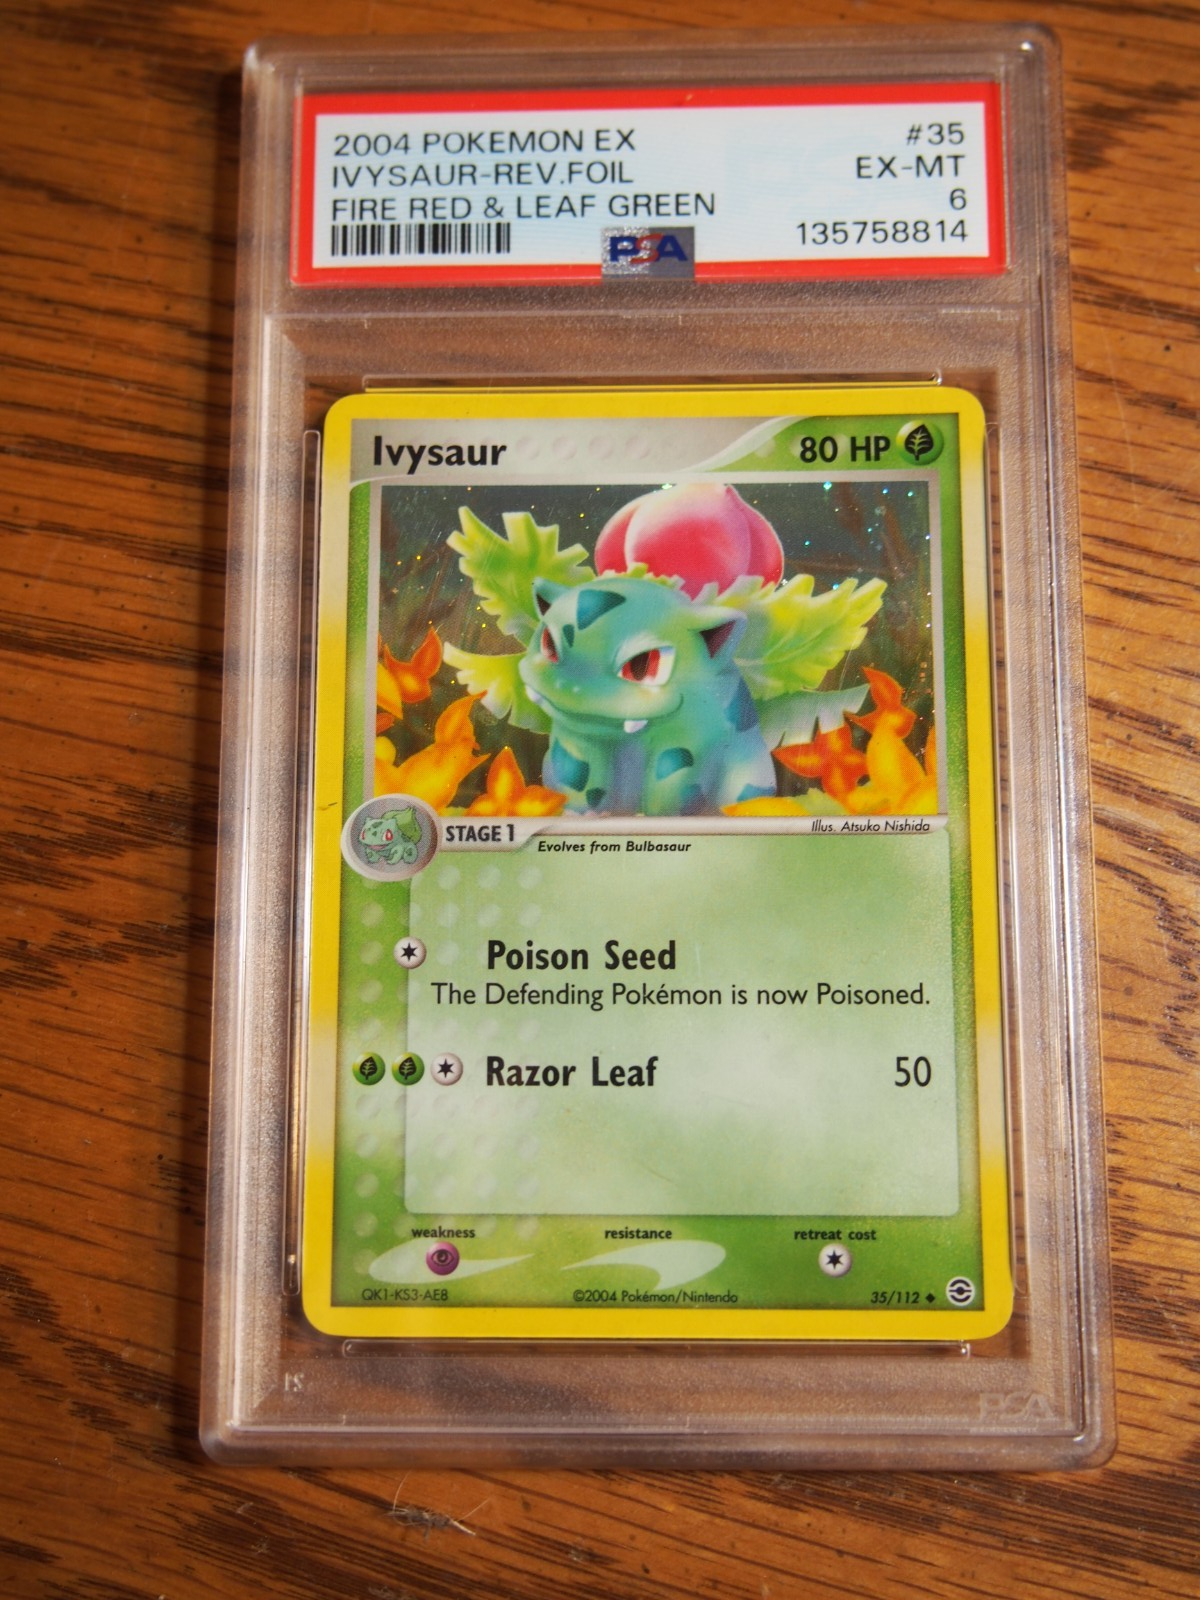 2004 POKEMON EX #35
IVYSAUR-REV.FOIL EX-MT
FIRE RED & LEAF GREEN 6
135758814
PSA
Ivysaur 80 HP
Illus. Atsuko Nishida
STAGE 1
Evolves from Bulbasaur
Poison Seed
The Defending Pokémon is now Poisoned.
Razor Leaf 50
weakness resistance retreat cost
QK1-KS3-AE8 ©2004 Pokémon/Nintendo 35/112
PSA